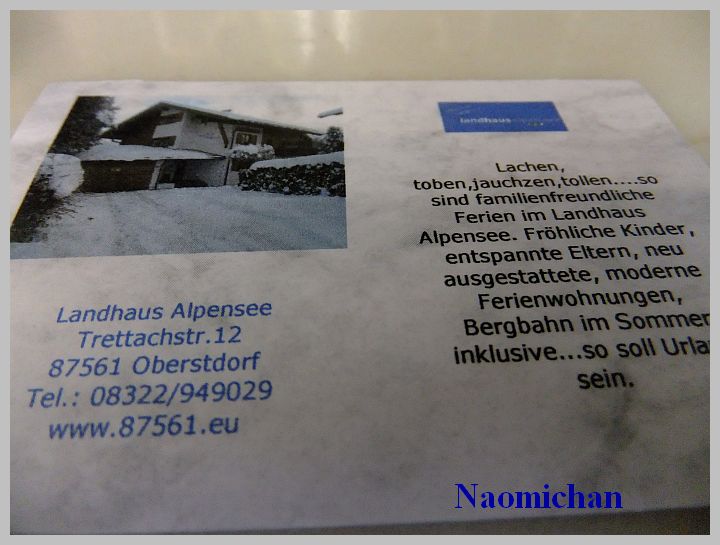 landhaus
Lachen,
toben,jauchzen,tollen....so
sind familienfreundliche
Ferien im Landhaus
Alpensee. Fröhliche Kinder,
entspannte Eltern, neu
ausgestattete, moderne
Ferienwohnungen,
Bergbahn im Sommer
inklusive...so soll Urla
sein.
Landhaus Alpensee
Trettachstr.12
87561 Oberstdorf
Tel.: 08322/949029
www.87561.eu
Naomichan